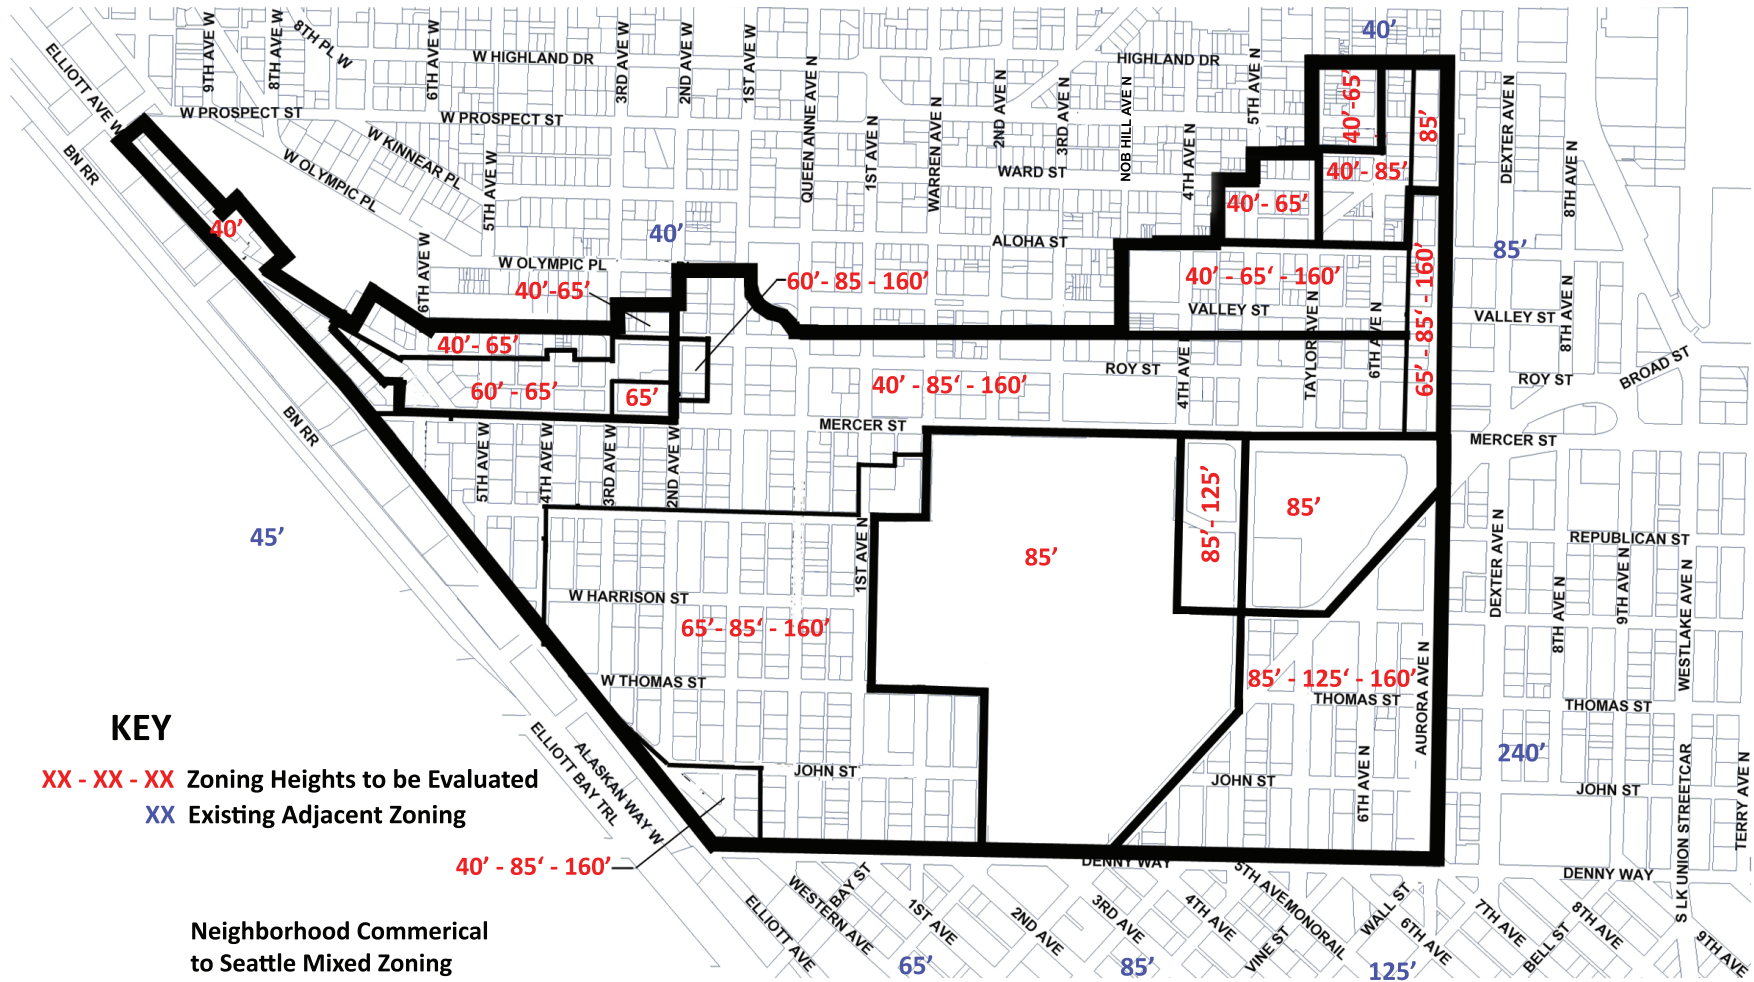 40’
ELLIOTT AVE W
9TH AVE W
8TH AVE W
8TH PL W
6TH AVE W
W HIGHLAND DR
3RD AVE W
2ND AVE W
1ST AVE W
QUEEN ANNE AVE N
HIGHLAND DR
5TH AVE N
W PROSPECT ST
W PROSPECT ST
W KINNEAR PL
W OLYMPIC PL
BN RR
5TH AVE W
1ST AVE N
WARREN AVE N
2ND AVE N
3RD AVE N
NOB HILL AVE N
4TH AVE N
WARD ST
40’-65’
85’
40’- 85’
40’- 65’
DEXTER AVE N
8TH AVE N
40’
40’
6TH AVE W
W OLYMPIC PL
40’-65’
60’- 85 - 160’
ALOHA ST
40’ - 65‘ - 160’
85’
VALLEY ST
VALLEY ST
8TH AVE N
65’ - 85‘ - 160’
TAYLOR AVE N
6TH AVE N
4TH AVE N
40’- 65’
60’ - 65’
65’
40’ - 85‘ - 160’
ROY ST
ROY ST
BROAD ST
BN RR
MERCER ST
MERCER ST
5TH AVE W
4TH AVE W
3RD AVE W
2ND AVE W
85’- 125’
85’
45’
85’
1ST AVE N
DEXTER AVE N
REPUBLICAN ST
8TH AVE N
9TH AVE N
WESTLAKE AVE N
W HARRISON ST
65’- 85‘ - 160’
W THOMAS ST
85’ - 125‘ - 160’
THOMAS ST
AURORA AVE N
THOMAS ST
KEY
XX - XX - XX Zoning Heights to be Evaluated
XX Existing Adjacent Zoning
ELLIOTT BAY TRL
ALASKAN WAY W
JOHN ST
JOHN ST
6TH AVE N
240’
JOHN ST
S LK UNION STREETCAR
TERRY AVE N
40’ - 85‘ - 160’
DENNY WAY
DENNY WAY
Neighborhood Commerical
to Seattle Mixed Zoning
ELLIOTT AVE
WESTERN AVE
BAY ST
1ST AVE
2ND AVE
3RD AVE
4TH AVE
5TH AVE
MONORAIL
VINE ST
WALL ST
6TH AVE
7TH AVE
BELL ST
8TH AVE
9TH AVE
65’
85’
125’